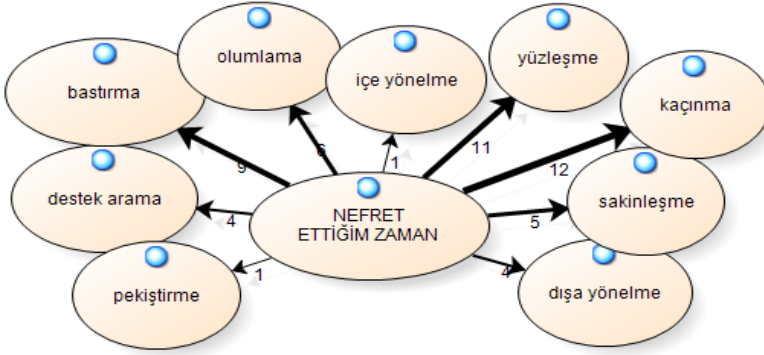 olumlama
yüzleşme
içe yönelme
bastırma
kaçınma
9
6
1
11
12
destek arama
sakinleşme
4
NEFRET
ETTİĞİM ZAMAN
5
1
4
pekiştirme
dışa yönelme